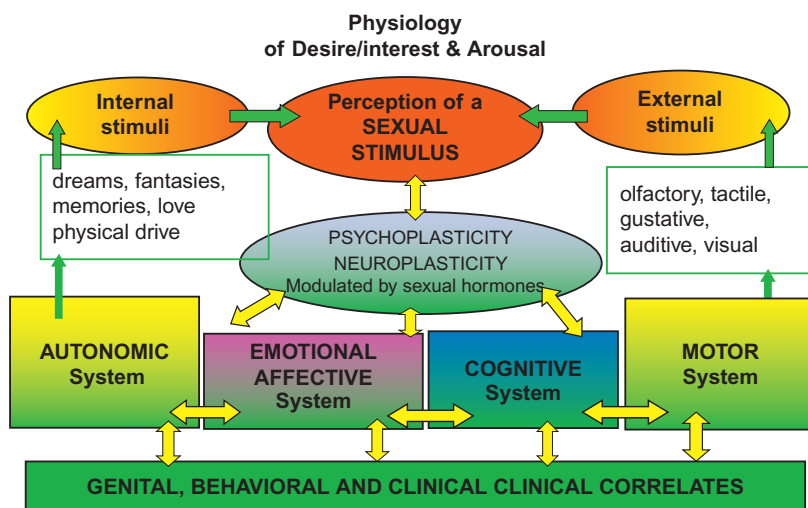 Physiology
of Desire/interest & Arousal
Internal
stimuli
Perception of a
SEXUAL
STIMULUS
External
stimuli
dreams, fantasies,
memories, love
physical drive
olfactory, tactile,
gustative,
auditive, visual
PSYCHOPLASTICITY
NEUROPLASTICITY
Modulated by sexual hormones
AUTONOMIC
System
EMOTIONAL
AFFECTIVE
System
COGNITIVE
System
MOTOR
System
GENITAL, BEHAVIORAL AND CLINICAL CLINICAL CORRELATES